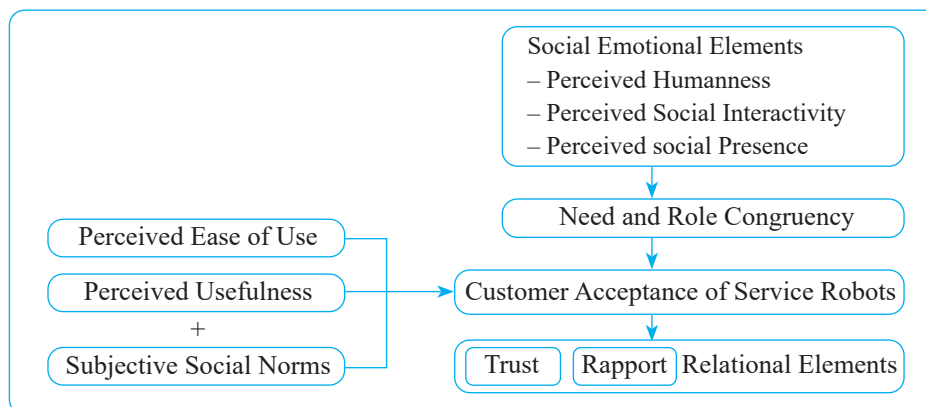 Social Emotional Elements
– Perceived Humanness
– Perceived Social Interactivity
– Perceived social Presence
Need and Role Congruency
Perceived Ease of Use
Perceived Usefulness
+
Subjective Social Norms
Customer Acceptance of Service Robots
Trust Rapport Relational Elements